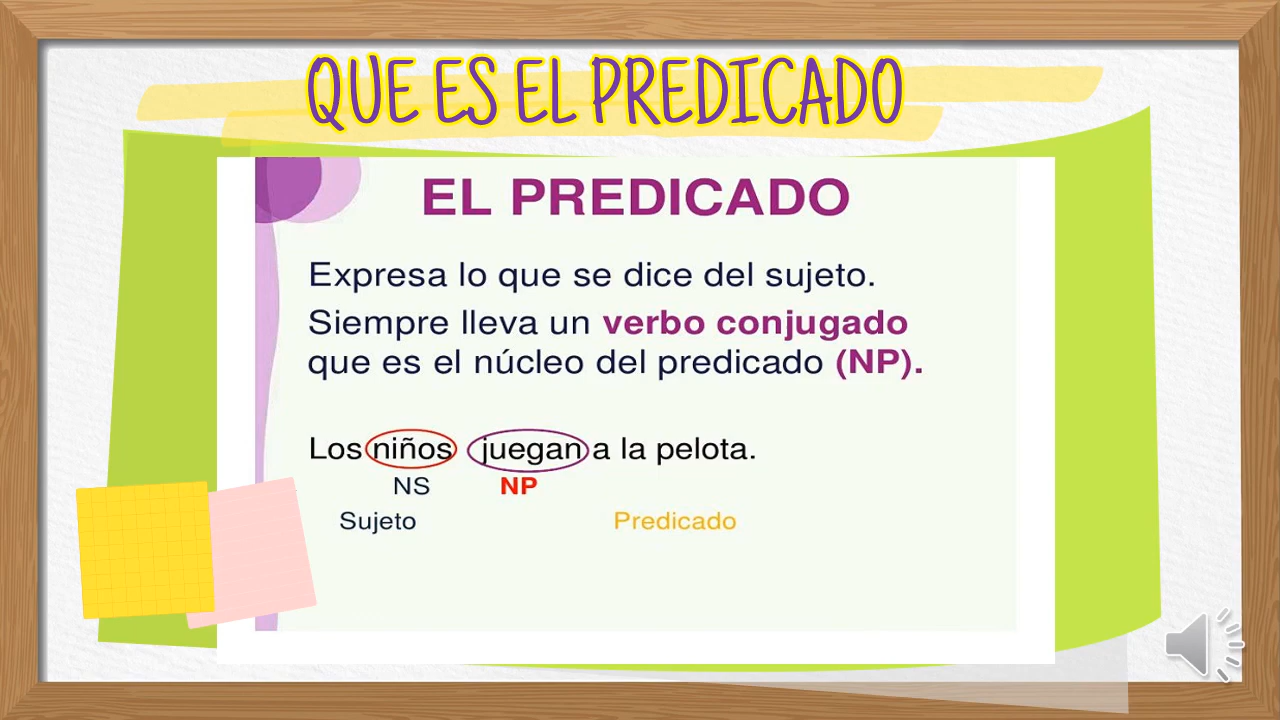 QUE ES EL PREDICADO
EL PREDICADO
Expresa lo que se dice del sujeto.
Siempre lleva un verbo conjugado
que es el núcleo del predicado (NP).
Los niños juegan a la pelota.
NS NP
Sujeto Predicado